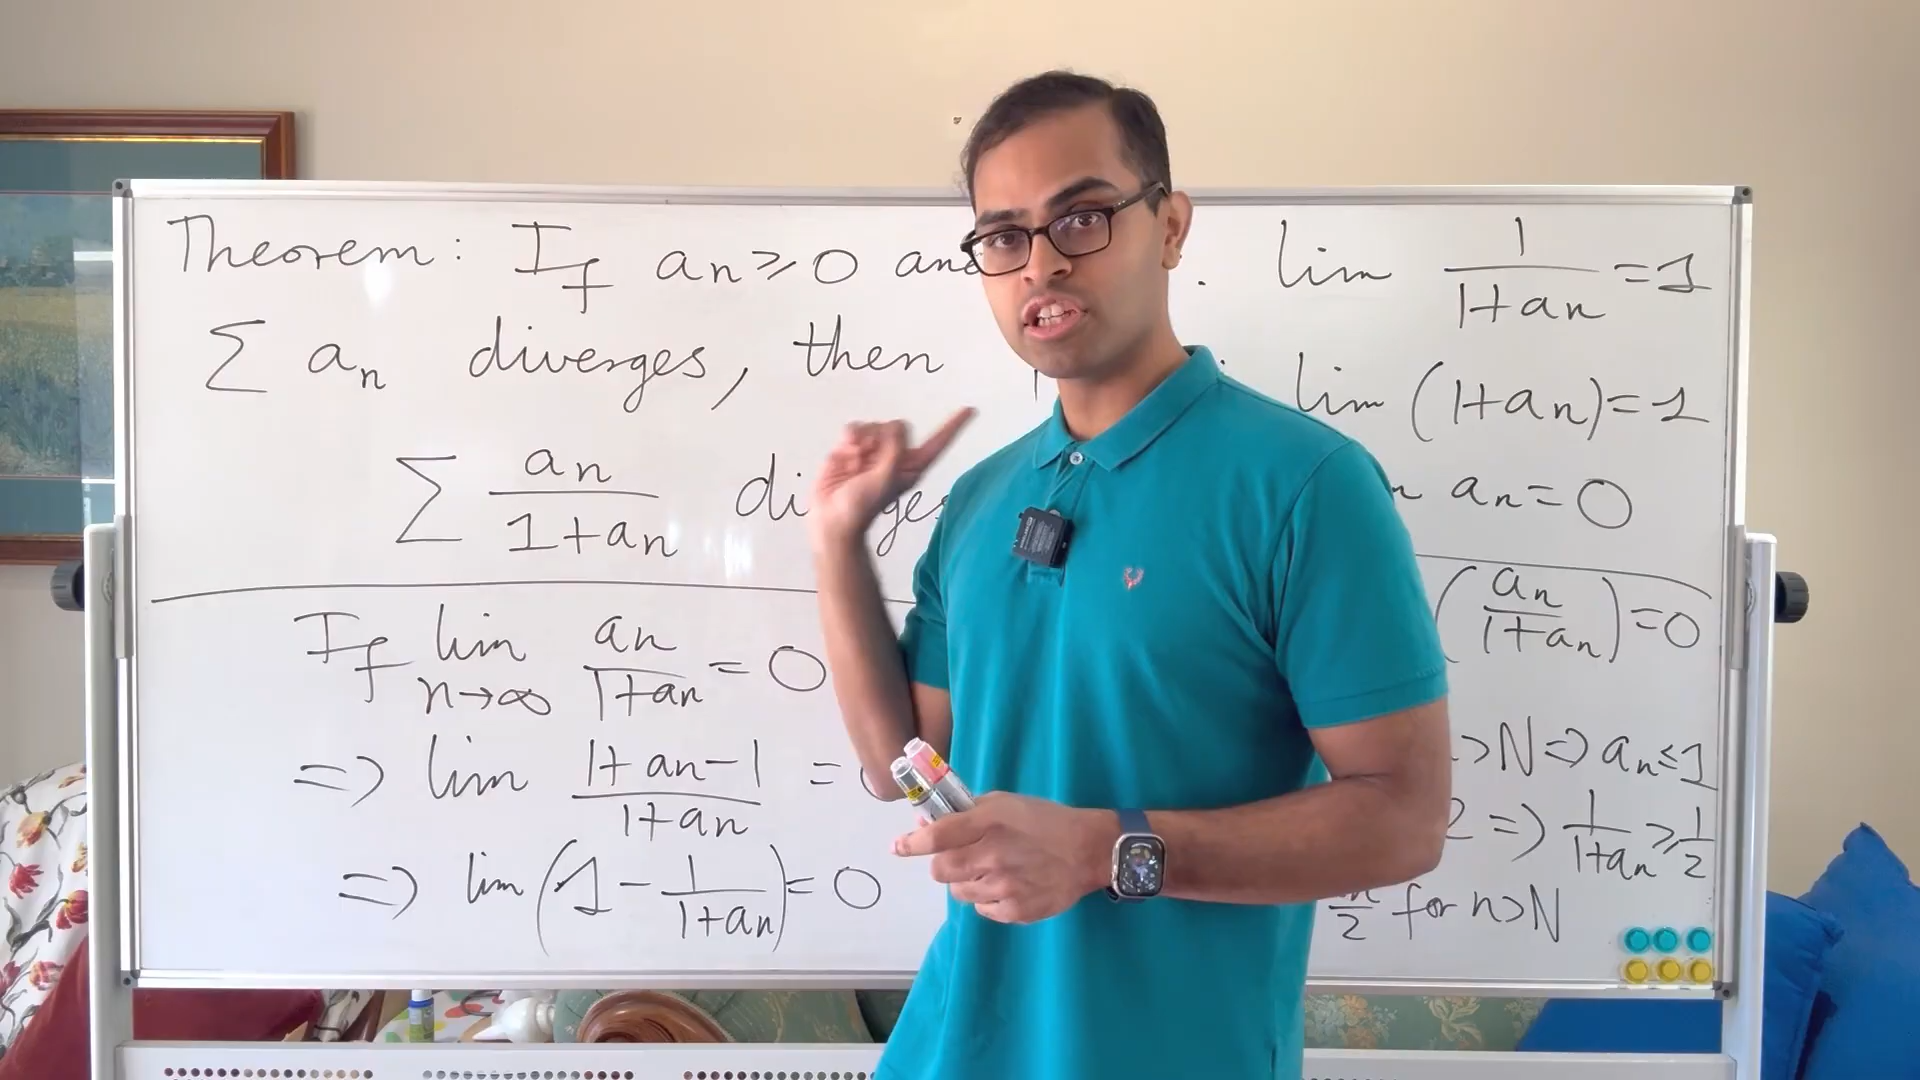 Theorem: If an ≥ 0 and
∑ an diverges, then
∑ an/(1+an)
If lim n→∞ an/(1+an) = 0
=> lim (1+an-1)/(1+an) =
=> lim (1 - 1/(1+an)) = 0
lim 1/(1+an) = 1
lim (1+an) = 1
an = 0
(an/(1+an)) = 0
>N => an ≤ 1
2 => 1/(1+an) ≥ 1/2
2 for n>N